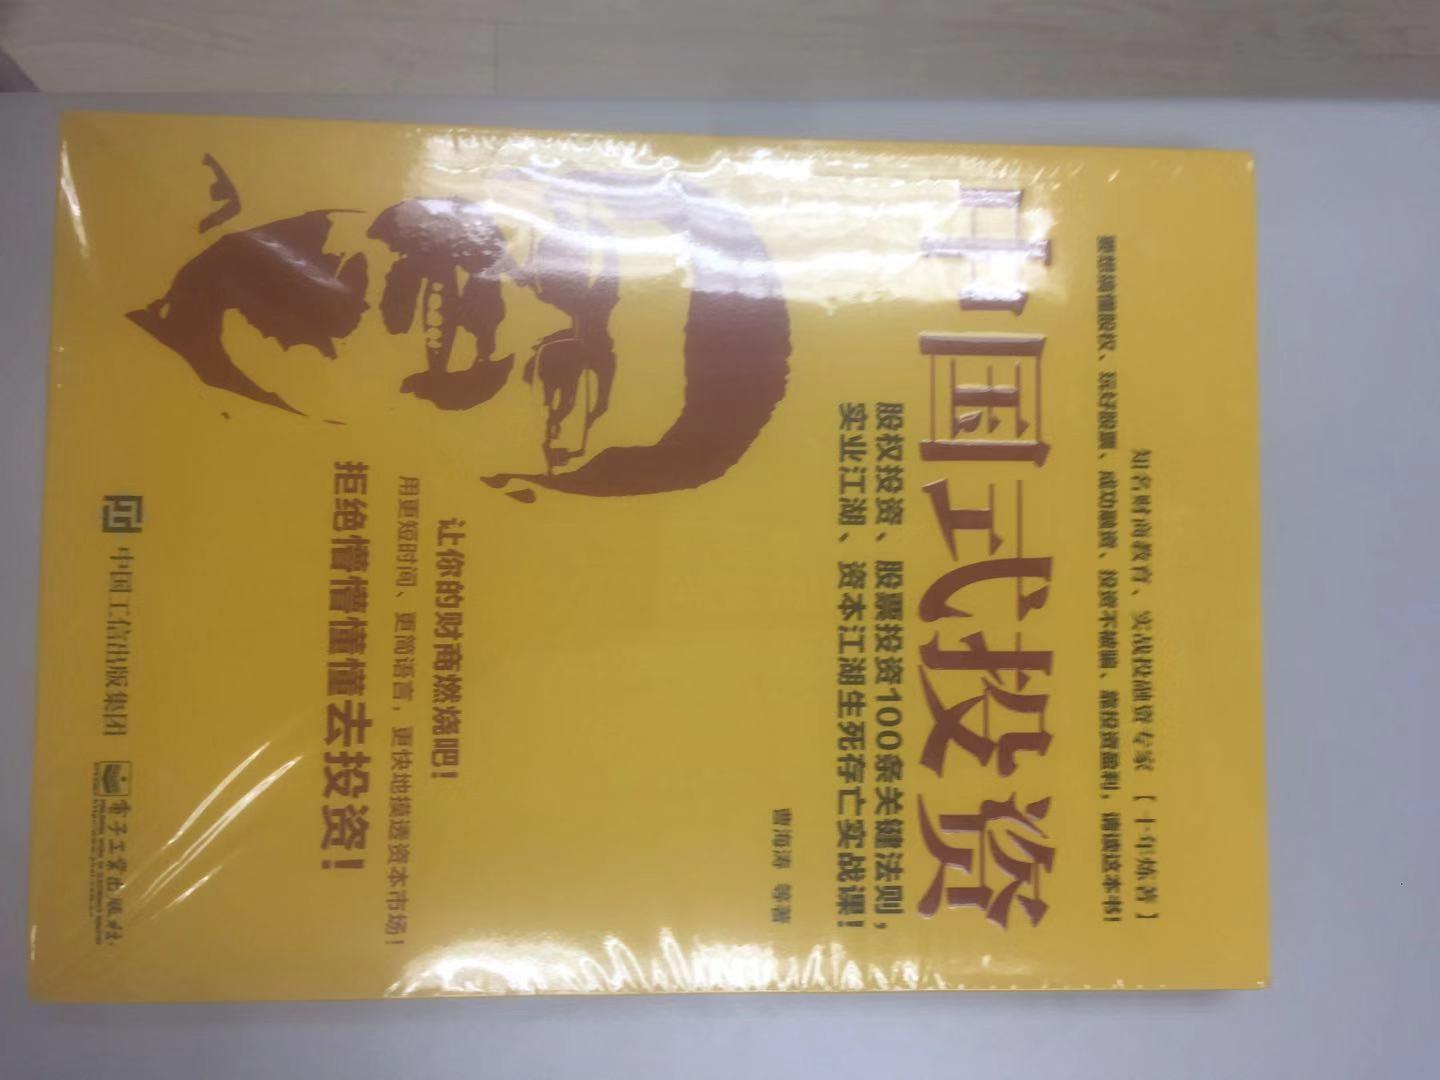 知名财商教育、实战投融资专家【十年炼著】
要想搞懂股权、玩好股票、成功融资、投资不被骗、靠投资盈利，请读这本书！
中国式投资
股权投资、股票投资100条关键法则，
实业江湖、资本江湖生死存亡实战课！
曹海涛 等著
让你的财商燃烧吧！
用更短时间、更简语言，更快地摸透资本市场！
拒绝懵懵懂懂去投资！
中国工信出版集团
电子工业出版社